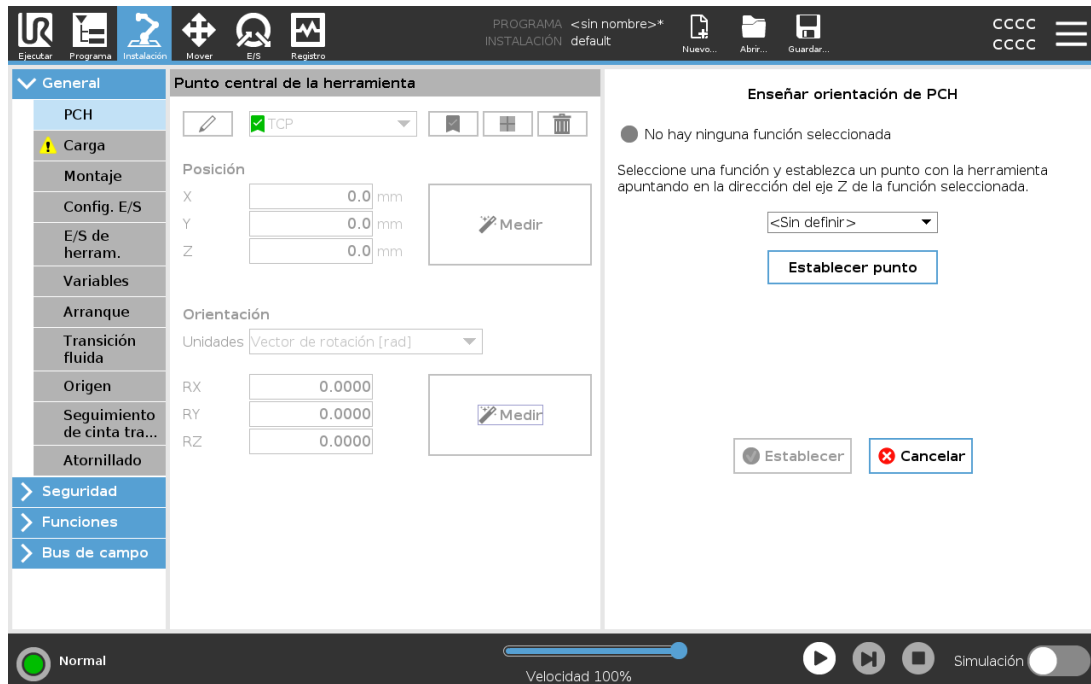 PROGRAMA <sin nombre>*
INSTALACIÓN default
CCCC
CCCC
Ejecutar Programa Instalación Mover E/S Registro Nuevo... Abrir... Guardar...
General
PCH
Carga
Montaje
Config. E/S
E/S de
herram.
Variables
Arranque
Transición
fluida
Origen
Seguimiento
de cinta tra...
Atornillado
Seguridad
Funciones
Bus de campo
Punto central de la herramienta
TCP
Posición
X 0.0 mm
Y 0.0 mm
Z 0.0 mm
Medir
Orientación
Unidades Vector de rotación [rad]
RX 0.0000
RY 0.0000
RZ 0.0000
Medir
Enseñar orientación de PCH
No hay ninguna función seleccionada
Seleccione una función y establezca un punto con la herramienta
apuntando en la dirección del eje Z de la función seleccionada.
<Sin definir>
Establecer punto
Establecer Cancelar
Normal
Velocidad 100%
Simulación